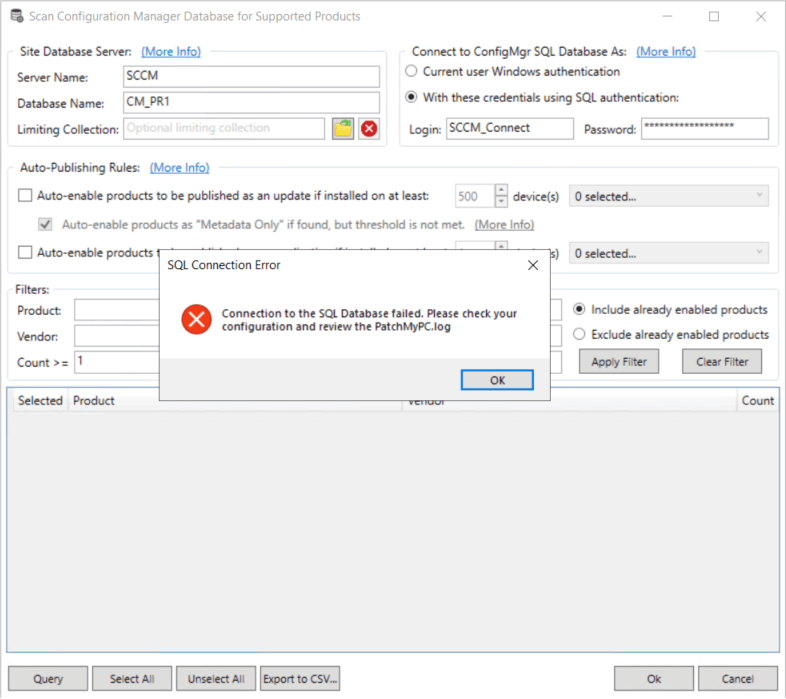 Scan Configuration Manager Database for Supported Products
Site Database Server: (More Info)
Server Name: SCCM
Database Name: CM_PR1
Limiting Collection: Optional limiting collection
Connect to ConfigMgr SQL Database As: (More Info)
Current user Windows authentication
With these credentials using SQL authentication:
Login: SCCM_Connect Password: ******************
Auto-Publishing Rules: (More Info)
Auto-enable products to be published as an update if installed on at least: 500 device(s) 0 selected...
Auto-enable products as "Metadata Only" if found, but threshold is not met. (More Info)
Auto-enable products 0 selected...
SQL Connection Error
Connection to the SQL Database failed. Please check your
configuration and review the PatchMyPC.log
OK
Filters:
Product:
Vendor:
Count >= 1
Include already enabled products
Exclude already enabled products
Apply Filter Clear Filter
Selected Product Vendor Count
Query Select All Unselect All Export to CSV... Ok Cancel